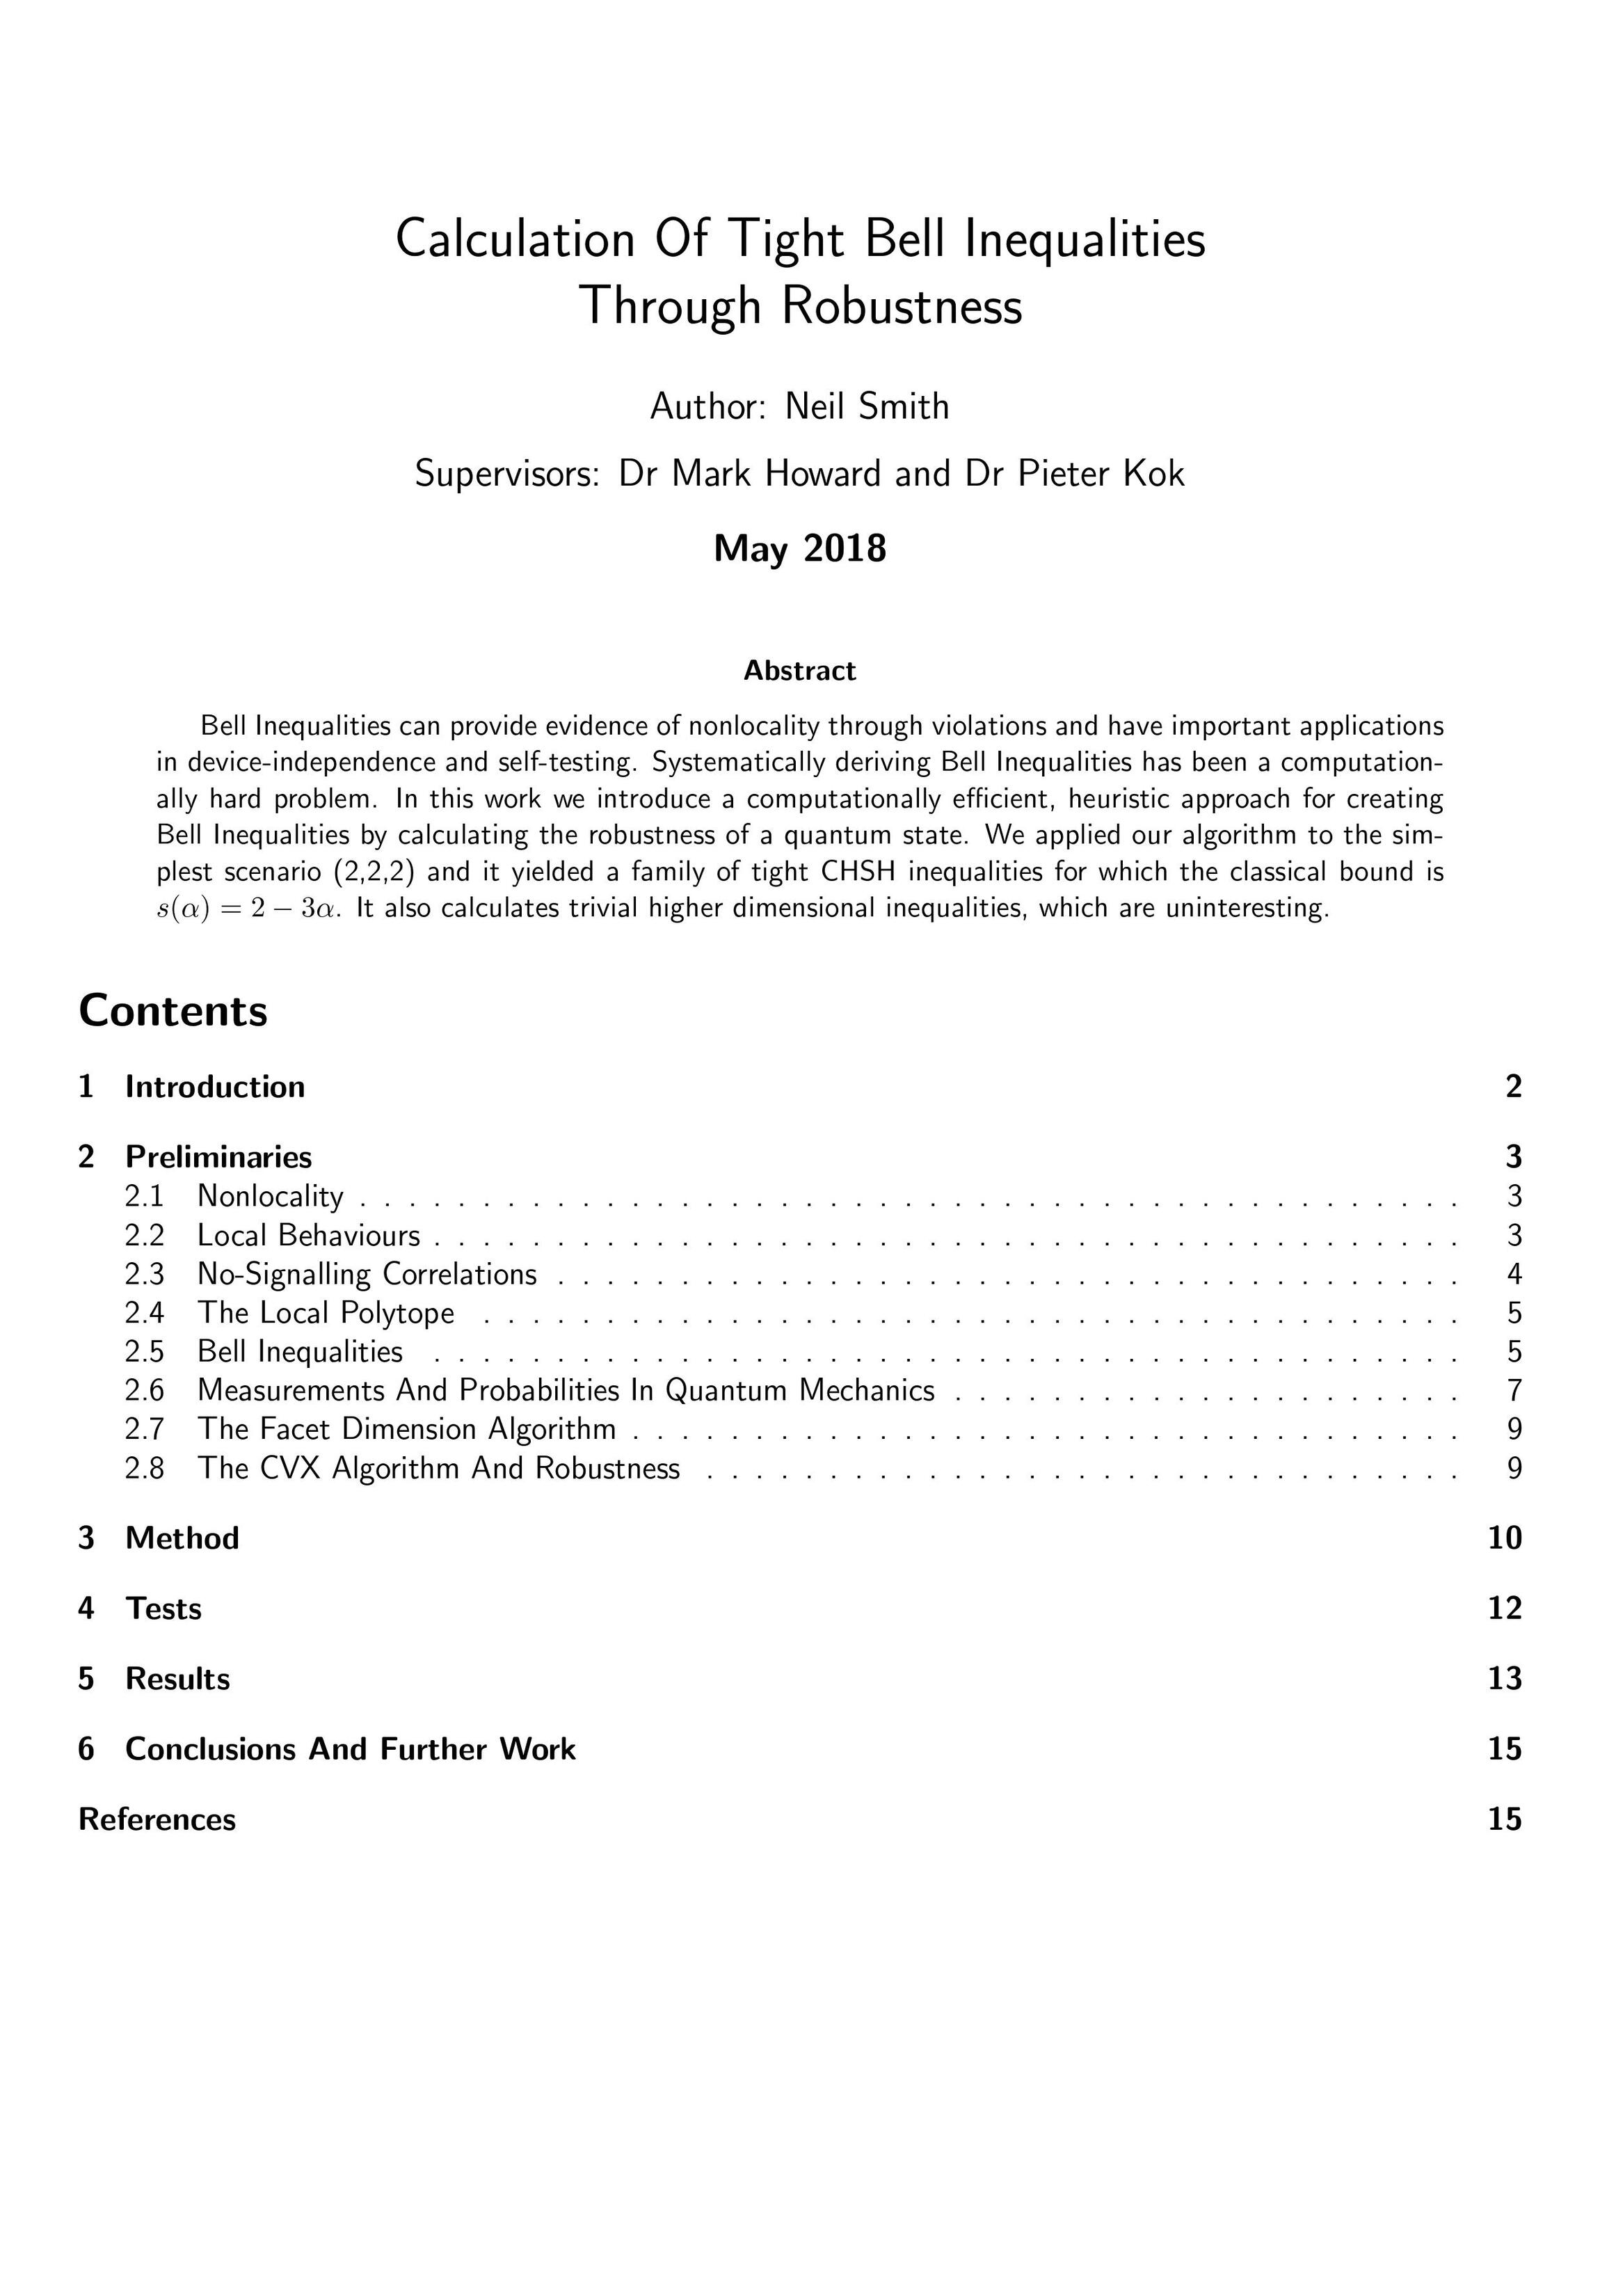 Calculation Of Tight Bell Inequalities
Through Robustness
Author: Neil Smith
Supervisors: Dr Mark Howard and Dr Pieter Kok
May 2018
Abstract
Bell Inequalities can provide evidence of nonlocality through violations and have important applications
in device-independence and self-testing. Systematically deriving Bell Inequalities has been a computation-
ally hard problem. In this work we introduce a computationally efficient, heuristic approach for creating
Bell Inequalities by calculating the robustness of a quantum state. We applied our algorithm to the sim-
plest scenario (2,2,2) and it yielded a family of tight CHSH inequalities for which the classical bound is
s(α) = 2 − 3α. It also calculates trivial higher dimensional inequalities, which are uninteresting.
Contents
1 Introduction 2
2 Preliminaries 3
2.1 Nonlocality . . . . . . . . . . . . . . . . . . . . . . . . . . . . . . . . . . . . . . . . . . . . . 3
2.2 Local Behaviours . . . . . . . . . . . . . . . . . . . . . . . . . . . . . . . . . . . . . . . . . . 3
2.3 No-Signalling Correlations . . . . . . . . . . . . . . . . . . . . . . . . . . . . . . . . . . . . . 4
2.4 The Local Polytope . . . . . . . . . . . . . . . . . . . . . . . . . . . . . . . . . . . . . . . . 5
2.5 Bell Inequalities . . . . . . . . . . . . . . . . . . . . . . . . . . . . . . . . . . . . . . . . . . 5
2.6 Measurements And Probabilities In Quantum Mechanics . . . . . . . . . . . . . . . . . . . . . 7
2.7 The Facet Dimension Algorithm . . . . . . . . . . . . . . . . . . . . . . . . . . . . . . . . . . 9
2.8 The CVX Algorithm And Robustness . . . . . . . . . . . . . . . . . . . . . . . . . . . . . . . 9
3 Method 10
4 Tests 12
5 Results 13
6 Conclusions And Further Work 15
References 15